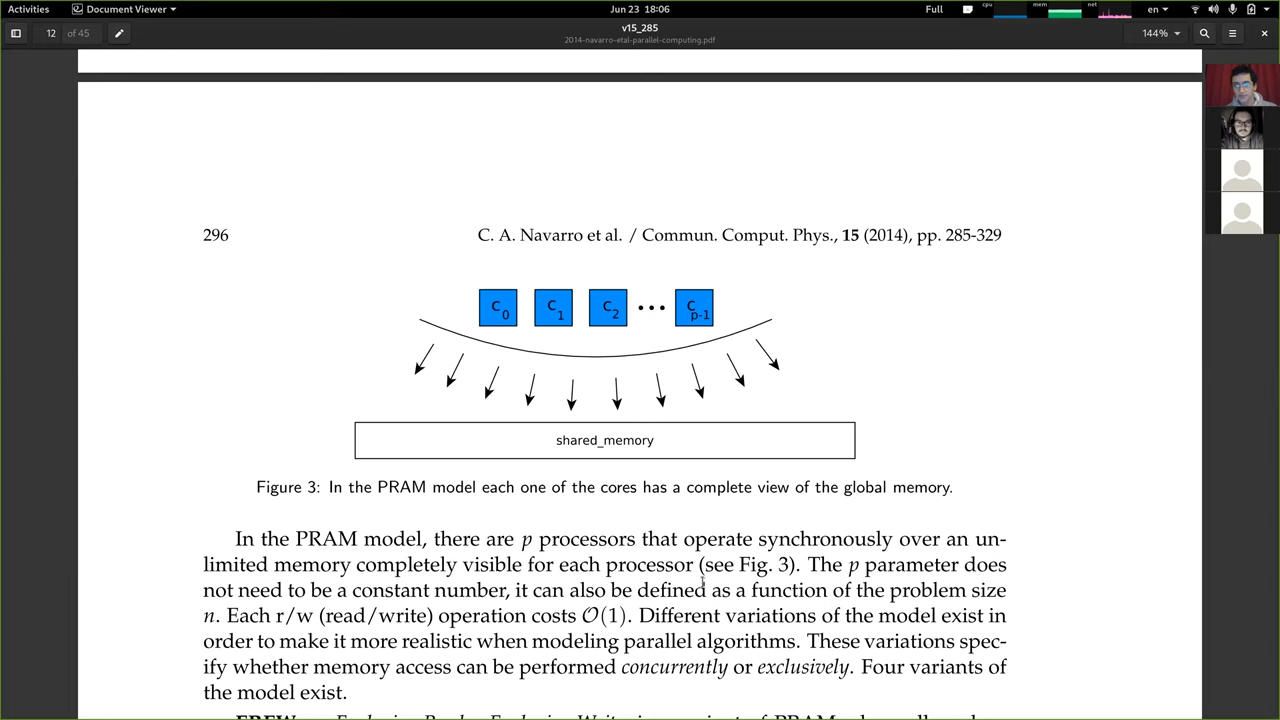 Activities
Document Viewer
Jun 23 18:06
Full
cpu
mem
net
en
12 of 45
v15_285
2014-navarro-etal-parallel-computing.pdf
144%
296
C. A. Navarro et al. / Commun. Comput. Phys., 15 (2014), pp. 285-329
C0 C1 C2 ••• Cp-1
shared_memory
Figure 3: In the PRAM model each one of the cores has a complete view of the global memory.
In the PRAM model, there are p processors that operate synchronously over an un-
limited memory completely visible for each processor (see Fig. 3). The p parameter does
not need to be a constant number, it can also be defined as a function of the problem size
n. Each r/w (read/write) operation costs O(1). Different variations of the model exist in
order to make it more realistic when modeling parallel algorithms. These variations spec-
ify whether memory access can be performed concurrently or exclusively. Four variants of
the model exist.